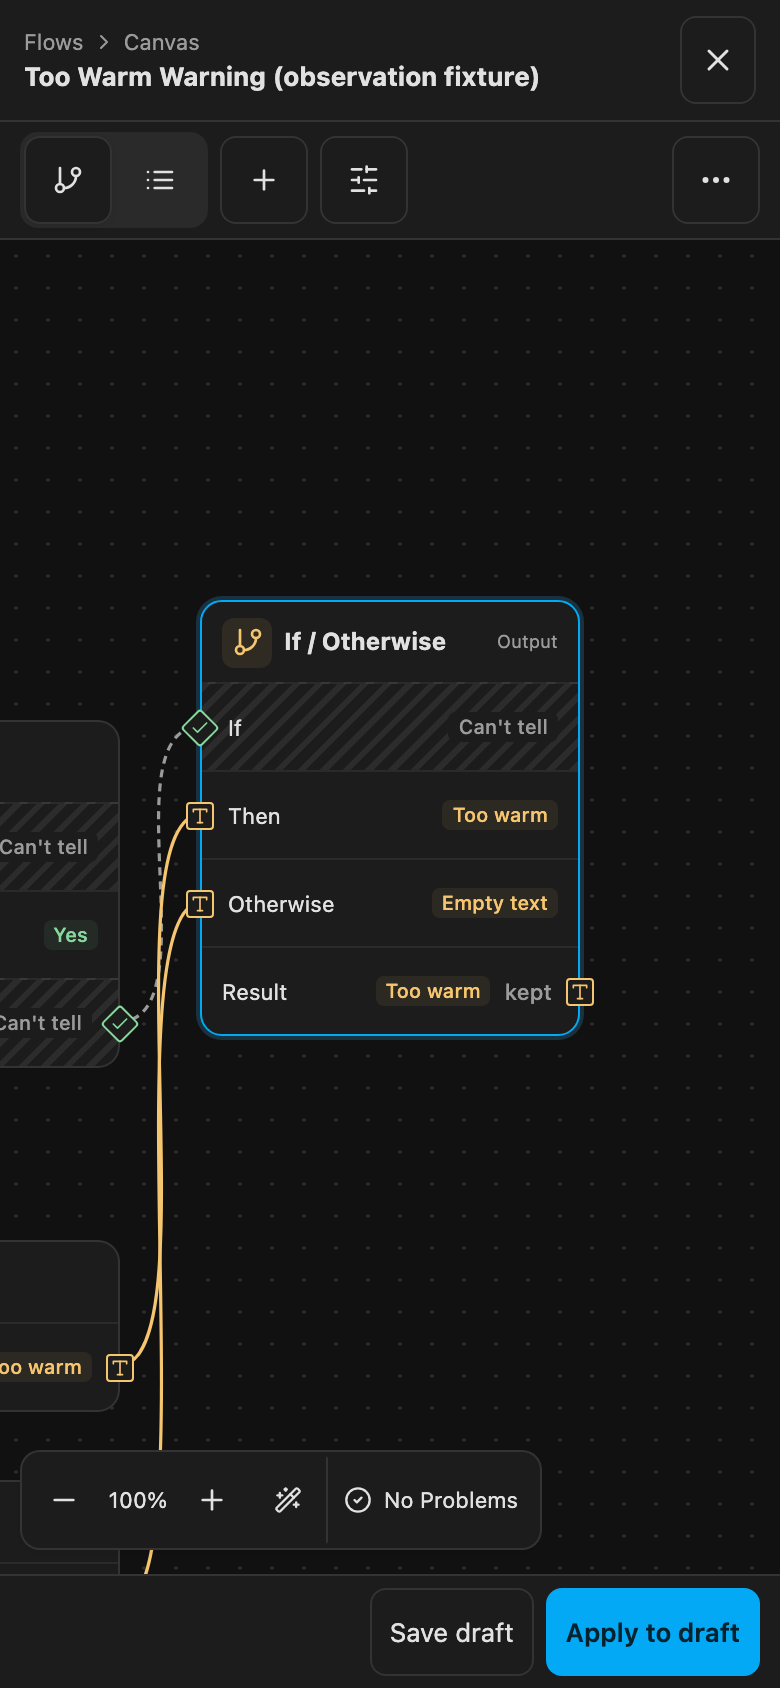 Flows > Canvas
Too Warm Warning (observation fixture)
If / Otherwise Output
If Can't tell
Then Too warm
Otherwise Empty text
Result Too warm kept
Can't tell
Yes
Can't tell
oo warm
100%
No Problems
Save draft
Apply to draft